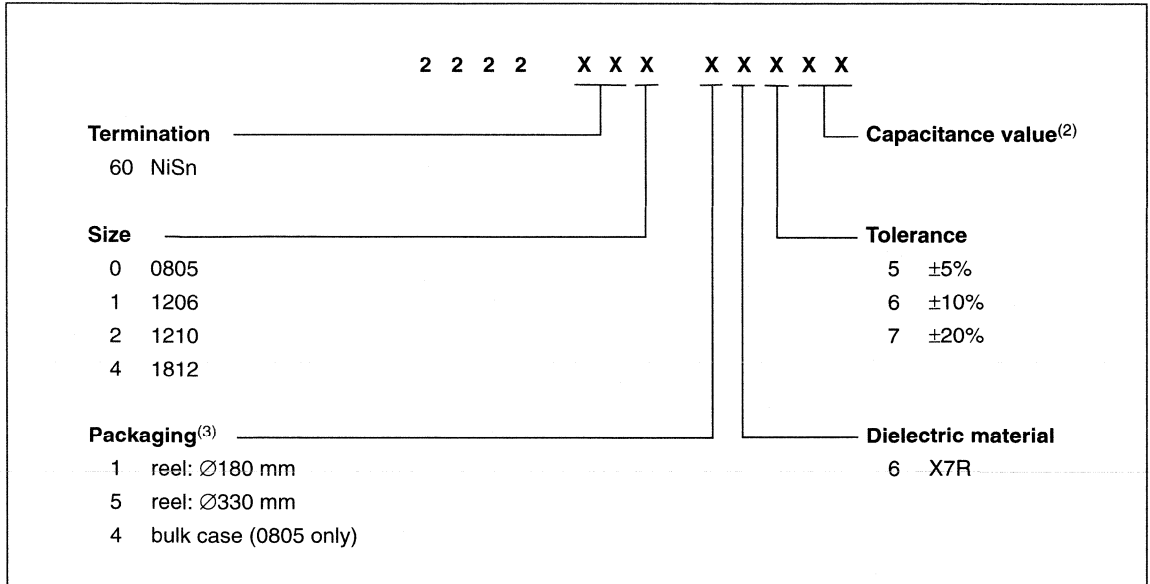 2 2 2 2 X X X X X X X X
Termination
60 NiSn
Size
0 0805
1 1206
2 1210
4 1812
Packaging(3)
1 reel: Ø180 mm
5 reel: Ø330 mm
4 bulk case (0805 only)
Capacitance value(2)
Tolerance
5 ±5%
6 ±10%
7 ±20%
Dielectric material
6 X7R